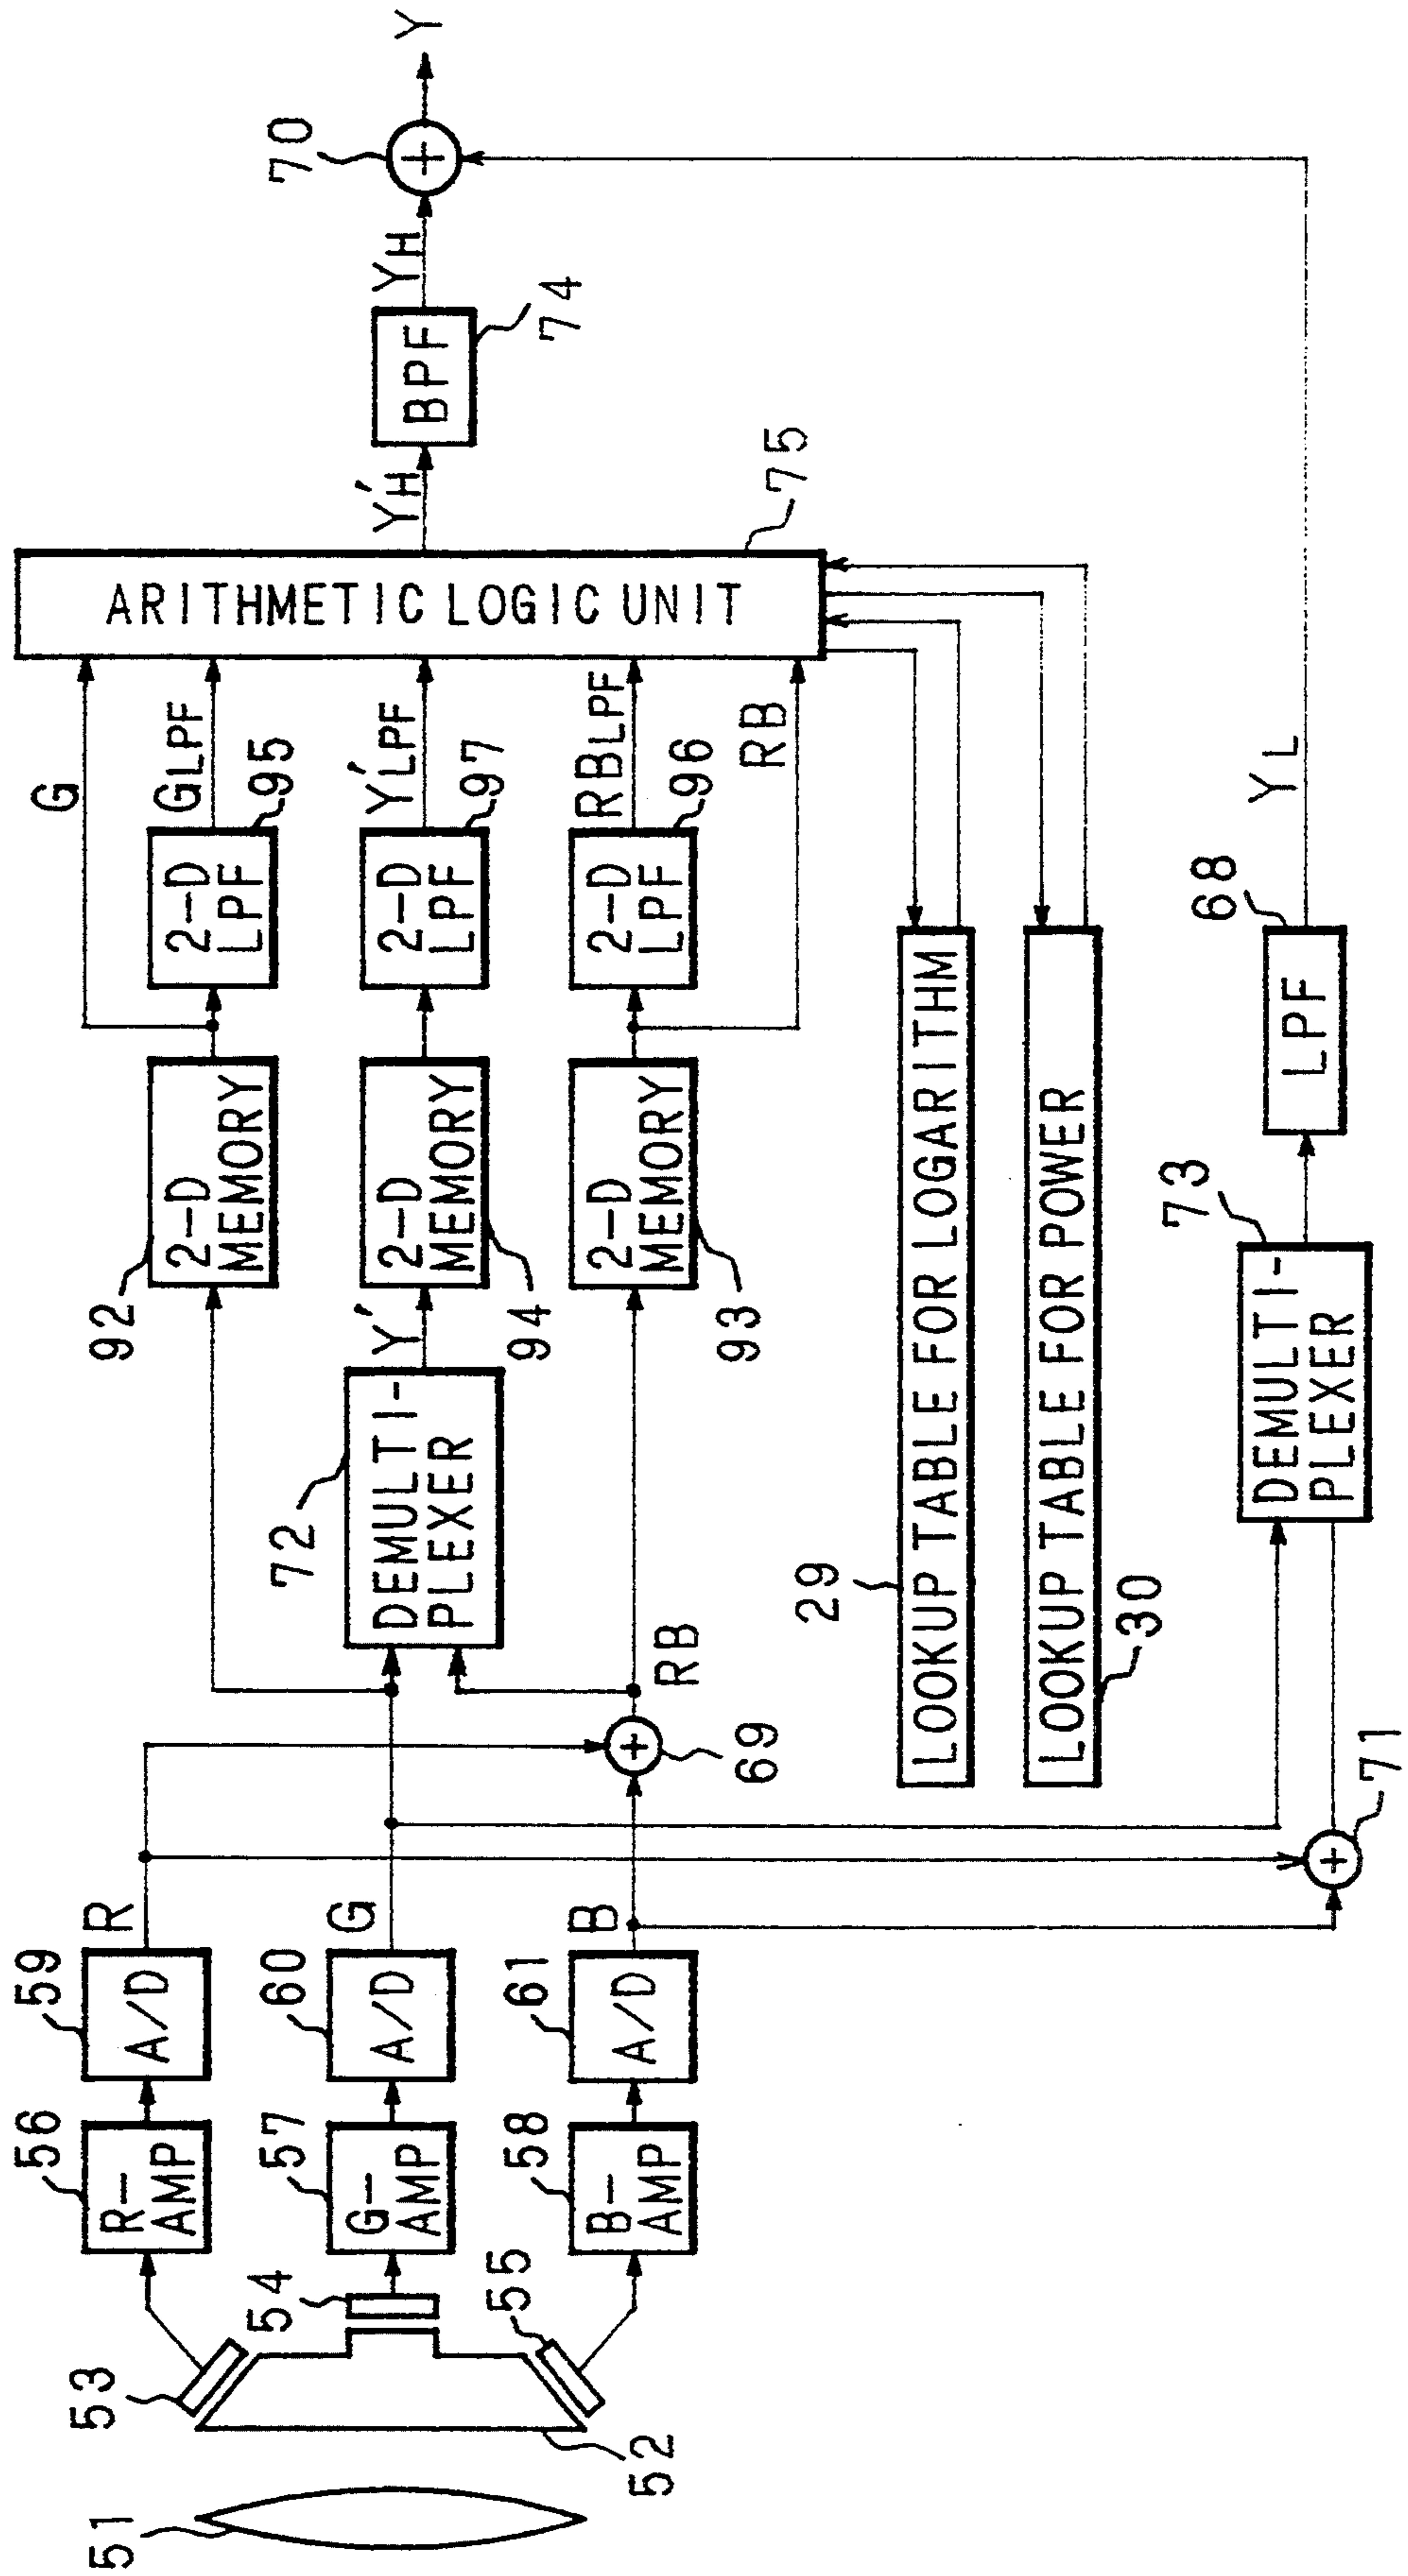 51
52
53
54
55
R-
AMP
56
G-
AMP
57
B-
AMP
58
A/D
59
A/D
60
A/D
61
R
G
B
69
RB
71
DEMULTI-
PLEXER
72
Y'
DEMULTI-
PLEXER
73
2-D
MEMORY
92
2-D
MEMORY
94
2-D
MEMORY
93
2-D
LPF
95
2-D
LPF
97
2-D
LPF
96
G
GLPF
Y'LPF
RBLPF
RB
ARITHMETIC LOGIC UNIT
75
LOOKUP TABLE FOR LOGARITHM
29
LOOKUP TABLE FOR POWER
30
LPF
68
YL
Y'H
BPF
74
YH
70
Y